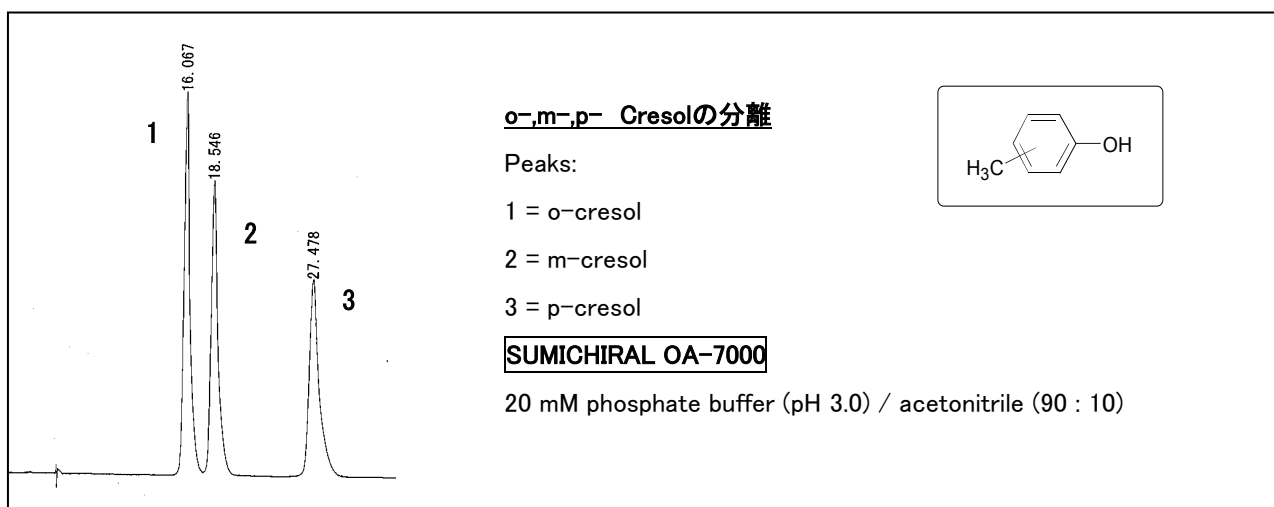 16.067
1
18.546
2
27.478
3
o-,m-,p- Cresolの分離
Peaks:
1 = o-cresol
2 = m-cresol
3 = p-cresol
SUMICHIRAL OA-7000
20 mM phosphate buffer (pH 3.0) / acetonitrile (90 : 10)
H₃C
OH